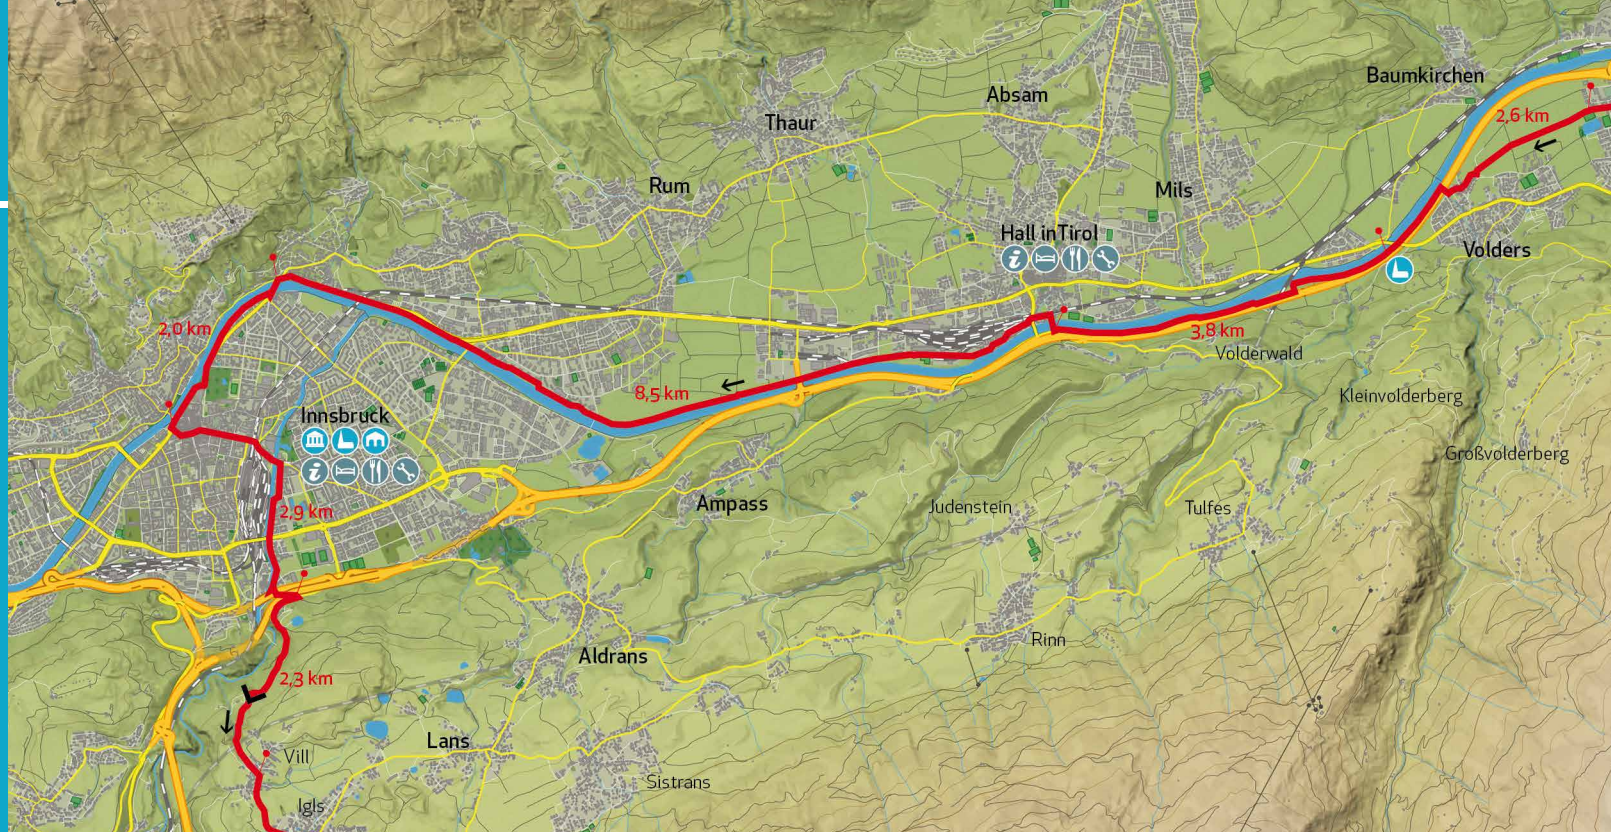 Baumkirchen
Absam
2,6 km
Thaur
Rum
Mils
Hall in Tirol
i
Volders
2,0 km
3,8 km
Volderwald
8,5 km
Kleinvolderberg
Innsbruck
i
Großvolderberg
Ampass
Judenstein
Tulfes
2,9 km
Rinn
Aldrans
2,3 km
Lans
Vill
Sistrans
Igls